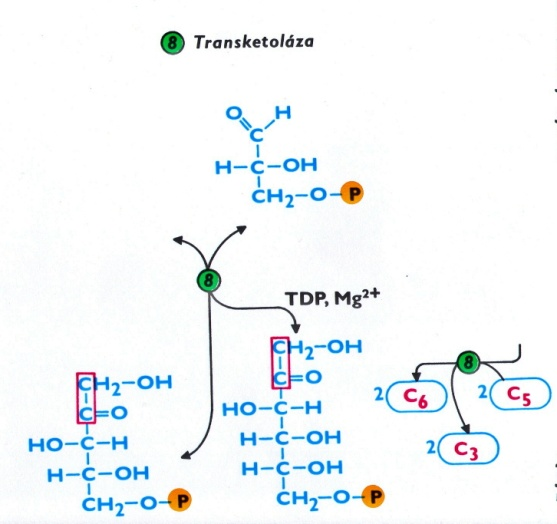 8 Transketoláza
O H
C
H–C–OH
CH2–O–P
8
TDP, Mg2+
CH2–OH
C=O
HO–C–H
H–C–OH
H–C–OH
CH2–O–P
CH2–OH
C=O
HO–C–H
H–C–OH
CH2–O–P
8
2 C6
2 C5
2 C3